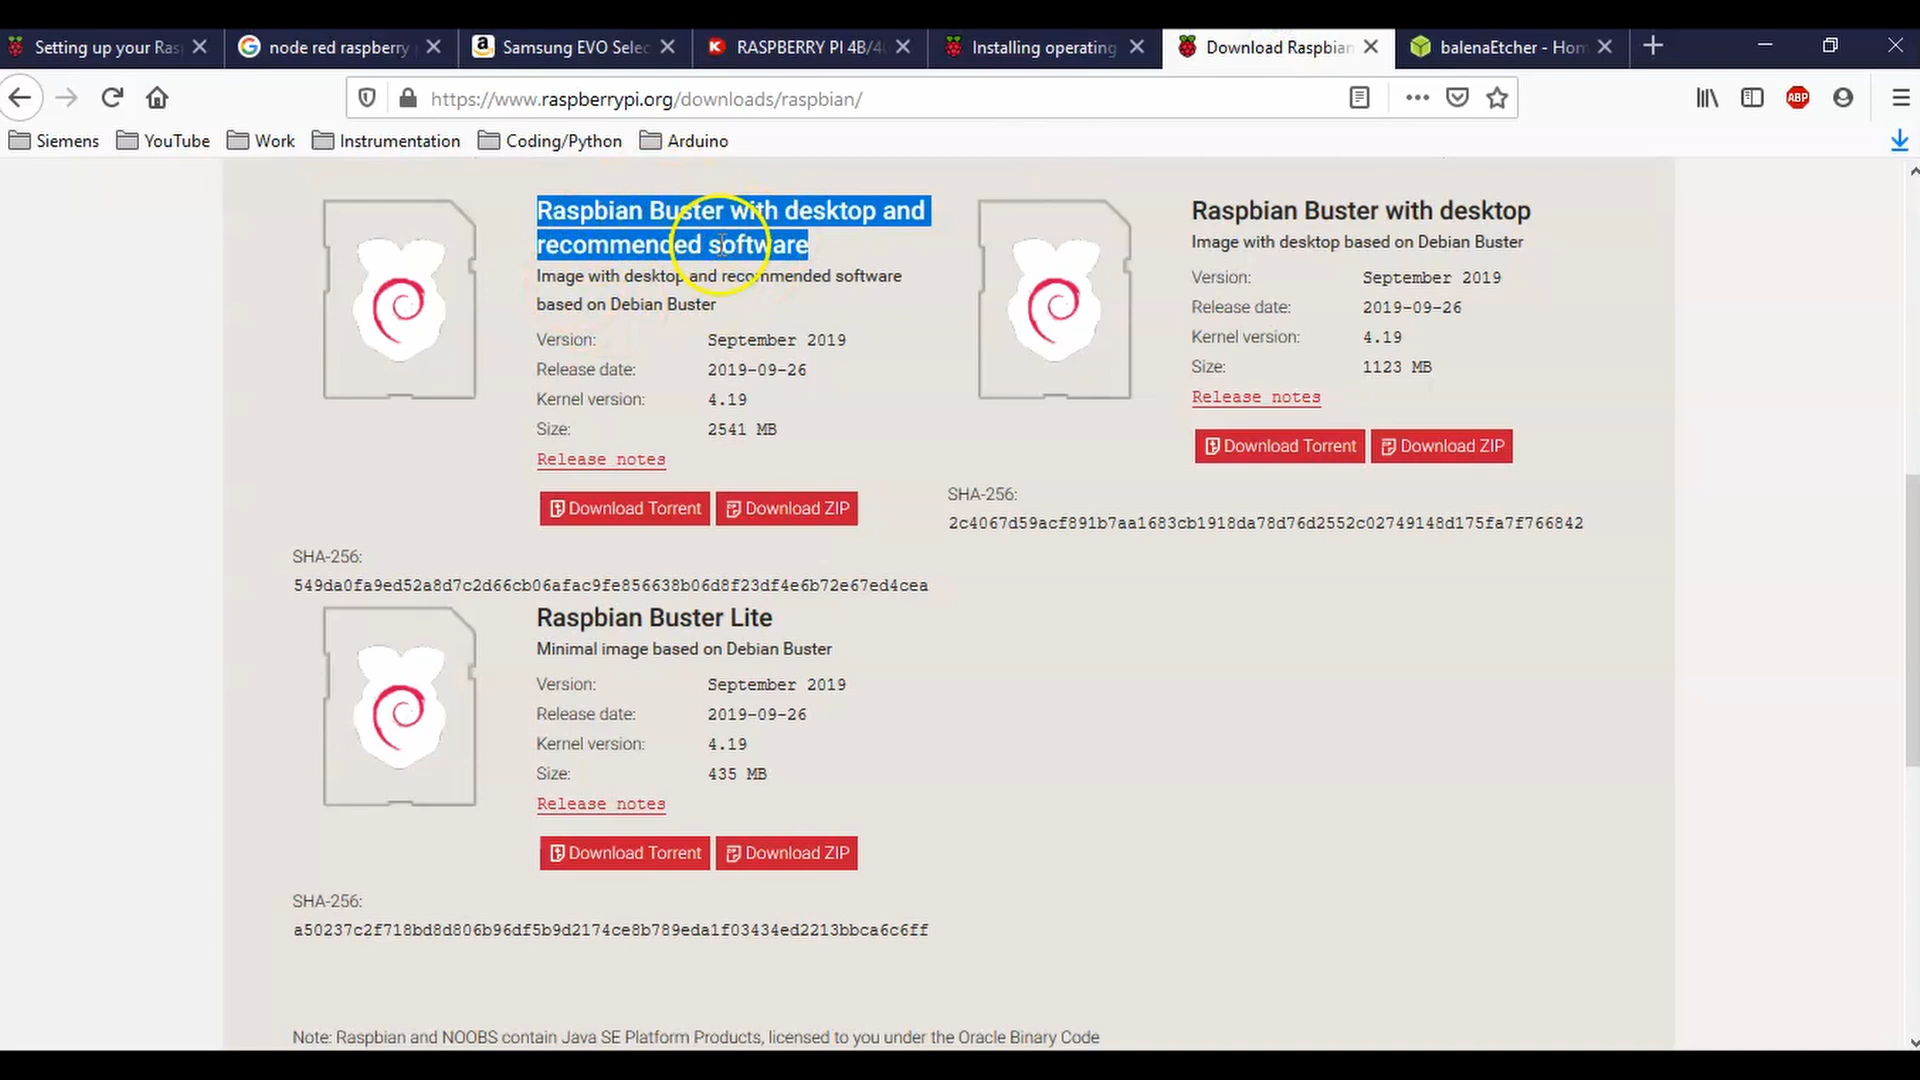 Setting up your Ras
node red raspberry
Samsung EVO Selec
RASPBERRY PI 4B/4G
Installing operating
Download Raspbian
balenaEtcher - Hom
https://www.raspberrypi.org/downloads/raspbian/
ABP
Siemens
YouTube
Work
Instrumentation
Coding/Python
Arduino
Raspbian Buster with desktop and
recommended software
Image with desktop and recommended software
based on Debian Buster
Version: September 2019
Release date: 2019-09-26
Kernel version: 4.19
Size: 2541 MB
Release notes
Download Torrent Download ZIP
SHA-256:
549da0fa9ed52a8d7c2d66cb06afac9fe856638b06d8f23df4e6b72e67ed4cea
Raspbian Buster with desktop
Image with desktop based on Debian Buster
Version: September 2019
Release date: 2019-09-26
Kernel version: 4.19
Size: 1123 MB
Release notes
Download Torrent Download ZIP
SHA-256:
2c4067d59acf891b7aa1683cb1918da78d76d2552c02749148d175fa7f766842
Raspbian Buster Lite
Minimal image based on Debian Buster
Version: September 2019
Release date: 2019-09-26
Kernel version: 4.19
Size: 435 MB
Release notes
Download Torrent Download ZIP
SHA-256:
a50237c2f718bd8d806b96df5b9d2174ce8b789eda1f03434ed2213bbca6c6ff
Note: Raspbian and NOOBS contain Java SE Platform Products, licensed to you under the Oracle Binary Code